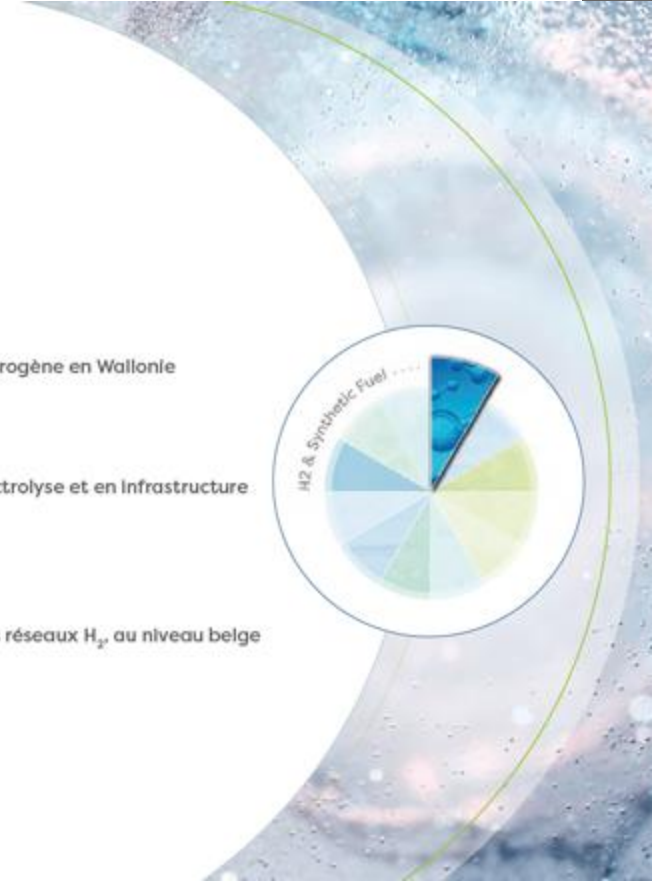 rogène en Wallonie
H2 & Synthetic Fuel
ctrolyse et en infrastructure
réseaux H₂, au niveau belge